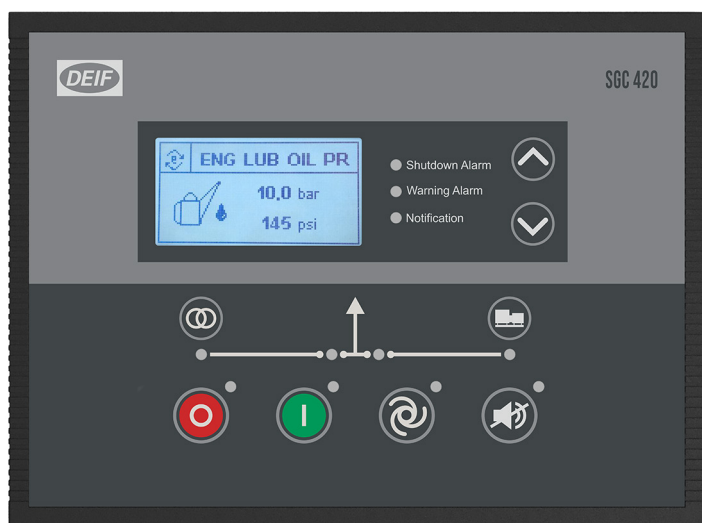 DEIF
SGC 420
ENG LUB OIL PR
10,0 bar
145 psi
Shutdown Alarm
Warning Alarm
Notification